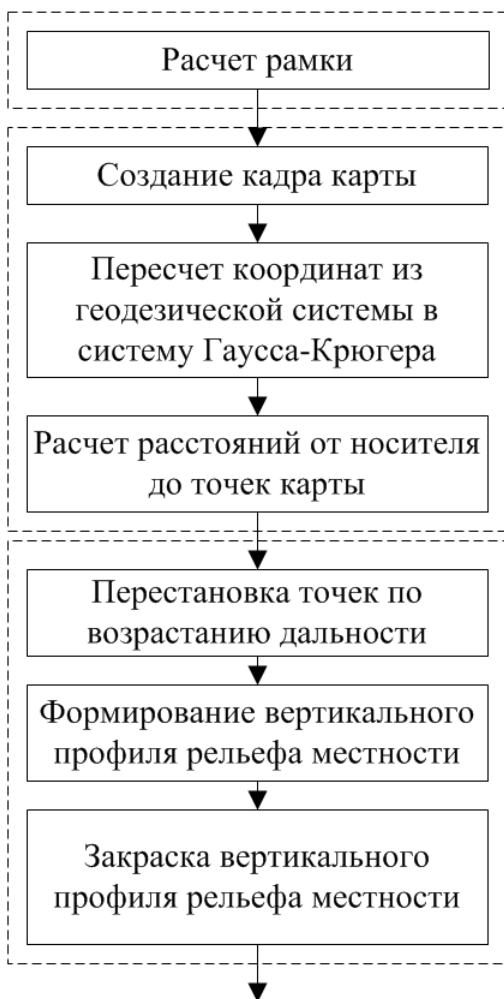 Расчет рамки
Создание кадра карты
Пересчет координат из
геодезической системы в
систему Гаусса-Крюгера
Расчет расстояний от носителя
до точек карты
Перестановка точек по
возрастанию дальности
Формирование вертикального
профиля рельефа местности
Закраска вертикального
профиля рельефа местности